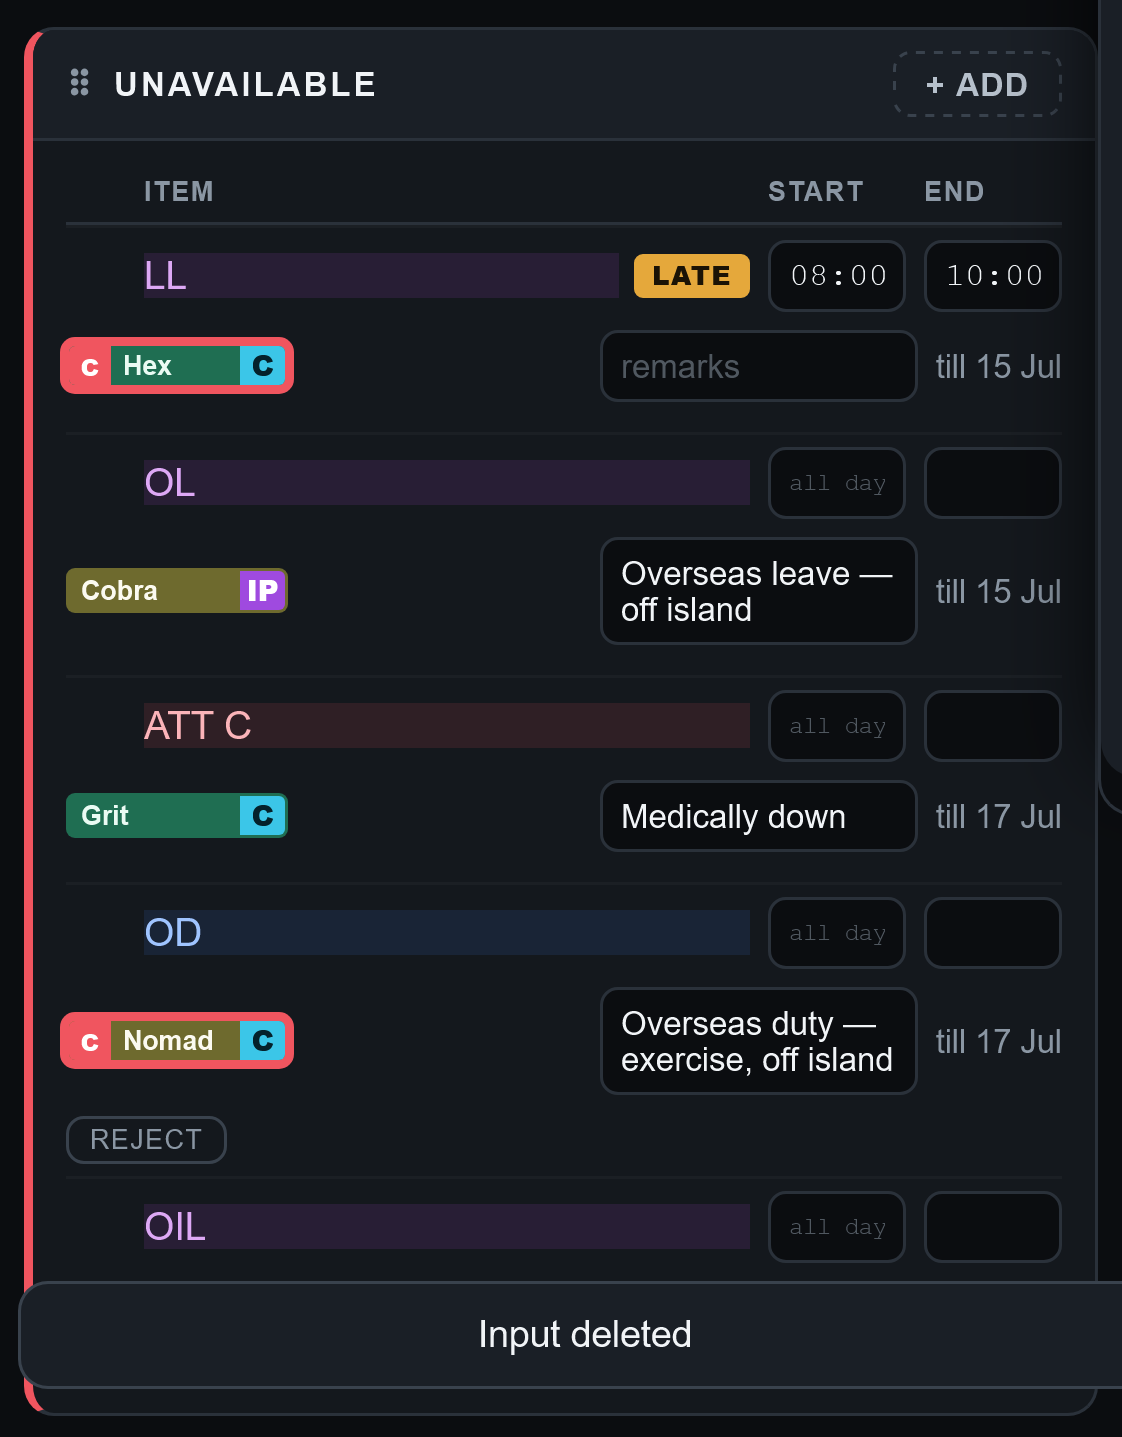 UNAVAILABLE
+ ADD
ITEM START END
LL LATE 08:00 10:00
c Hex C remarks till 15 Jul
OL all day
Cobra IP Overseas leave —
off island till 15 Jul
ATT C all day
Grit C Medically down till 17 Jul
OD all day
c Nomad C Overseas duty —
exercise, off island till 17 Jul
REJECT
OIL all day
Input deleted